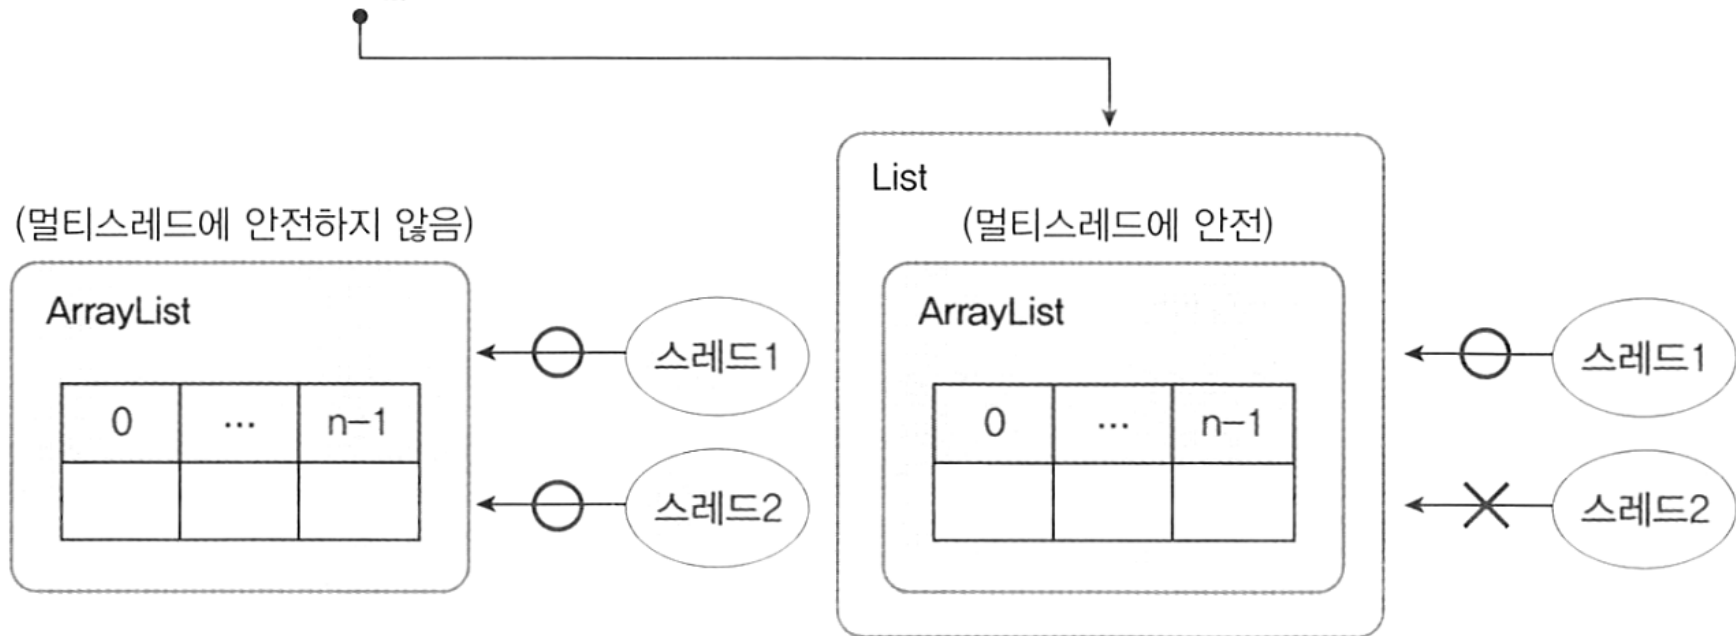 List
(멀티스레드에 안전하지 않음)
(멀티스레드에 안전)
ArrayList
스레드1
ArrayList
스레드1
0
…
n-1
0
…
n-1
스레드2
스레드2